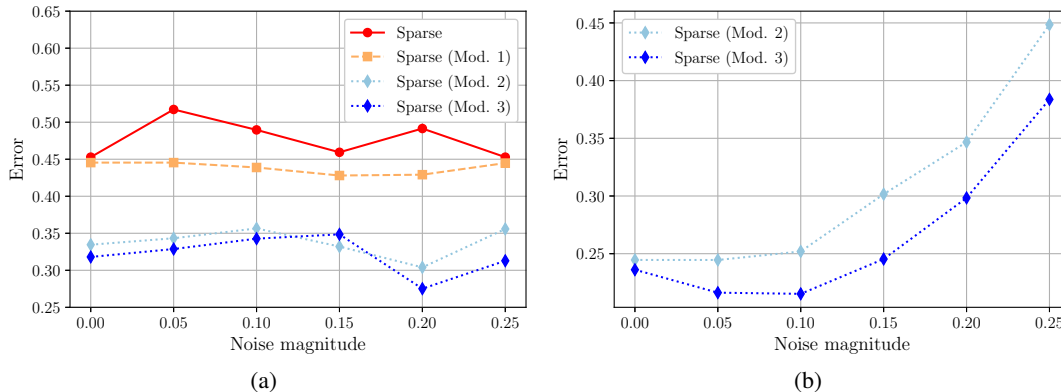 0.65
0.60
0.55
0.50
0.45
0.40
0.35
0.30
0.25
Error
Sparse
Sparse (Mod. 1)
Sparse (Mod. 2)
Sparse (Mod. 3)
0.00 0.05 0.10 0.15 0.20 0.25
Noise magnitude
(a)
0.45
0.40
0.35
0.30
0.25
Error
Sparse (Mod. 2)
Sparse (Mod. 3)
0.00 0.05 0.10 0.15 0.20 0.25
Noise magnitude
(b)